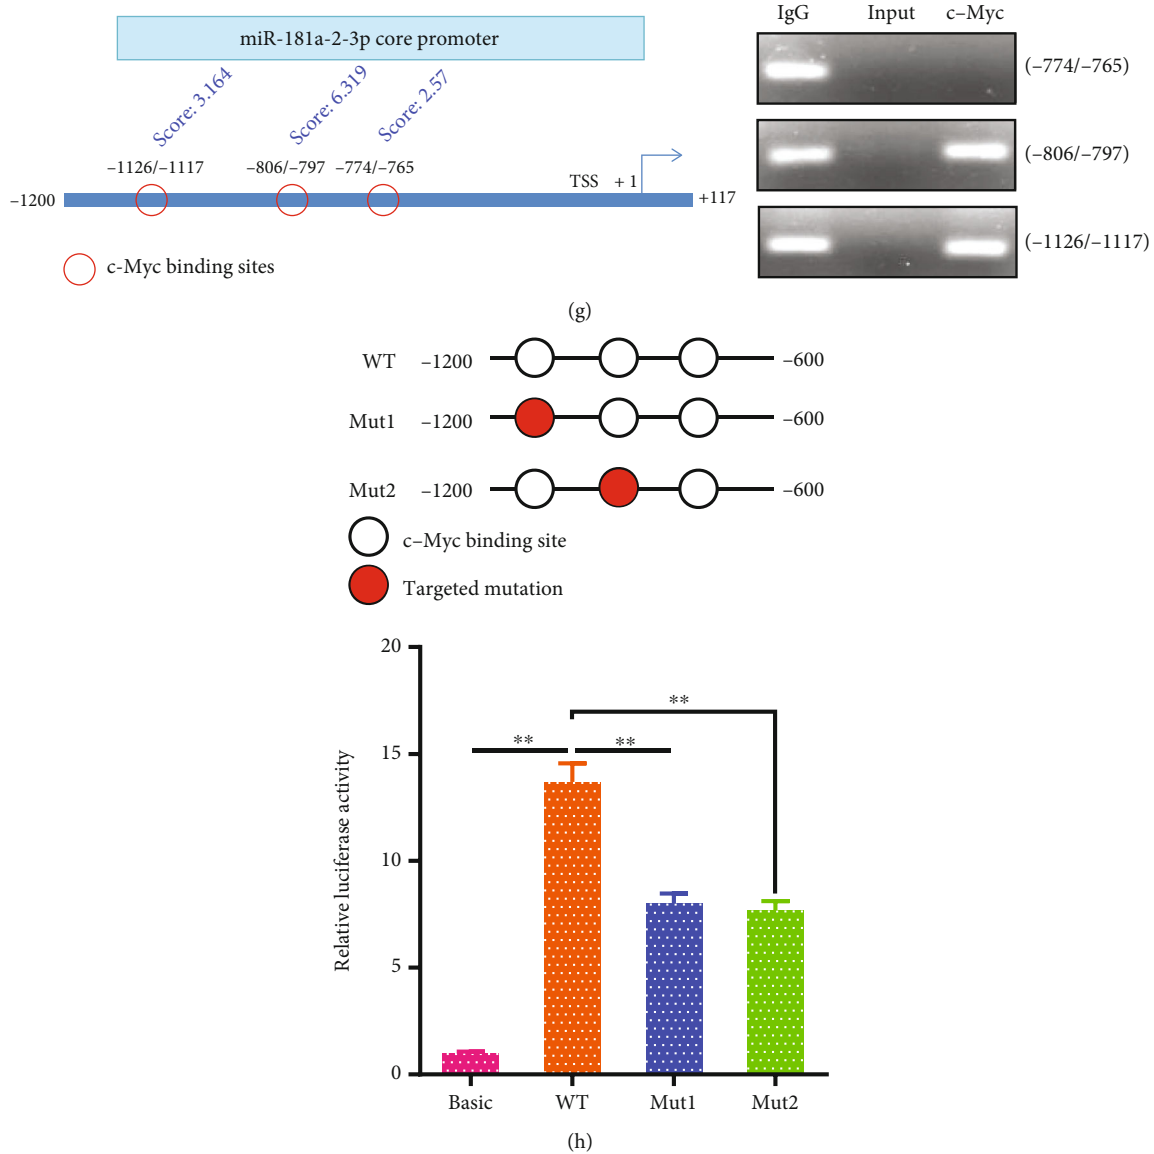 miR-181a-2-3p core promoter
Score: 3.164
Score: 6.319
Score: 2.57
–1126/–1117
–806/–797
–774/–765
TSS
+ 1
–1200
+117
c-Myc binding sites
IgG
Input
c–Myc
(–774/–765)
(–806/–797)
(–1126/–1117)
(g)
WT –1200 –600
Mut1 –1200 –600
Mut2 –1200 –600
c–Myc binding site
Targeted mutation
Relative luciferase activity
20
15
10
5
0
**
**
**
Basic
WT
Mut1
Mut2
(h)